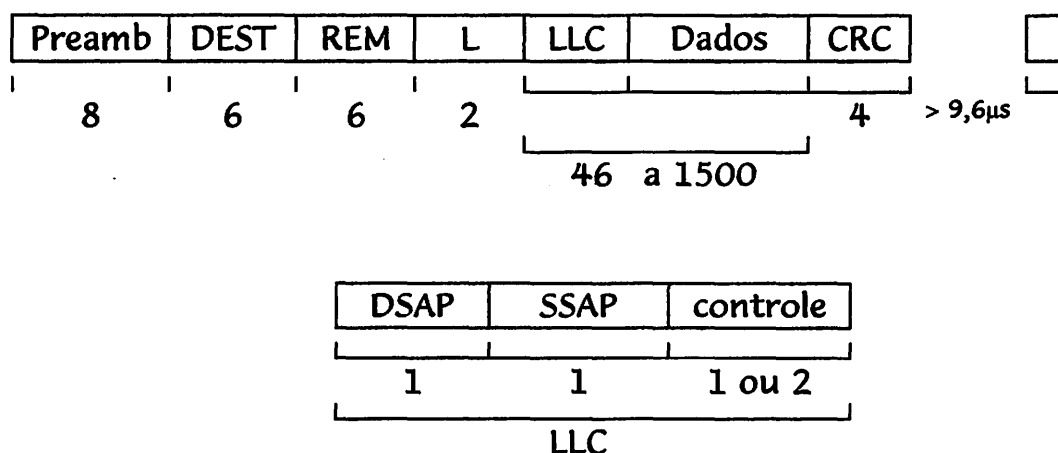 Preamb DEST REM L LLC Dados CRC
8 6 6 2 4 > 9,6µs
46 a 1500
DSAP SSAP controle
1 1 1 ou 2
LLC